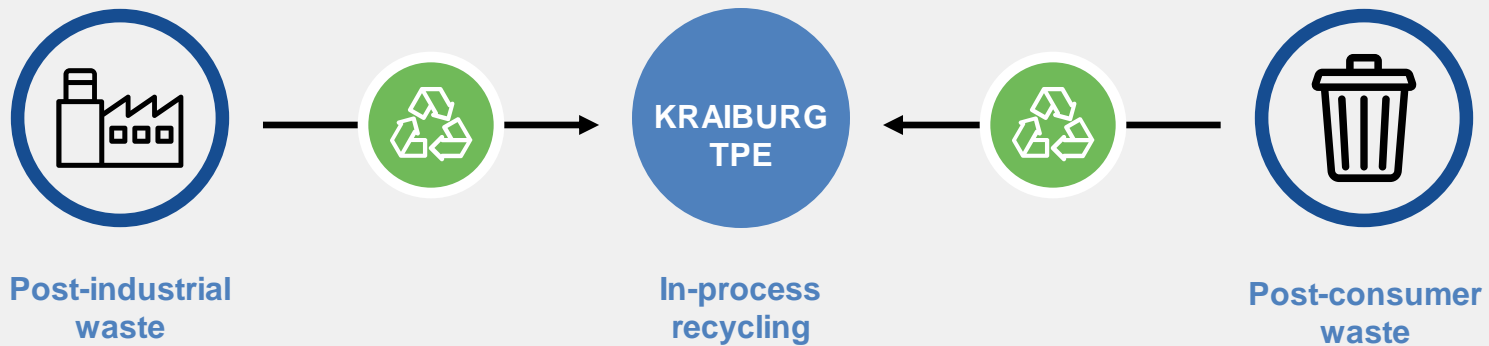 KRAIBURG
TPE
Post-industrial
waste
In-process
recycling
Post-consumer
waste